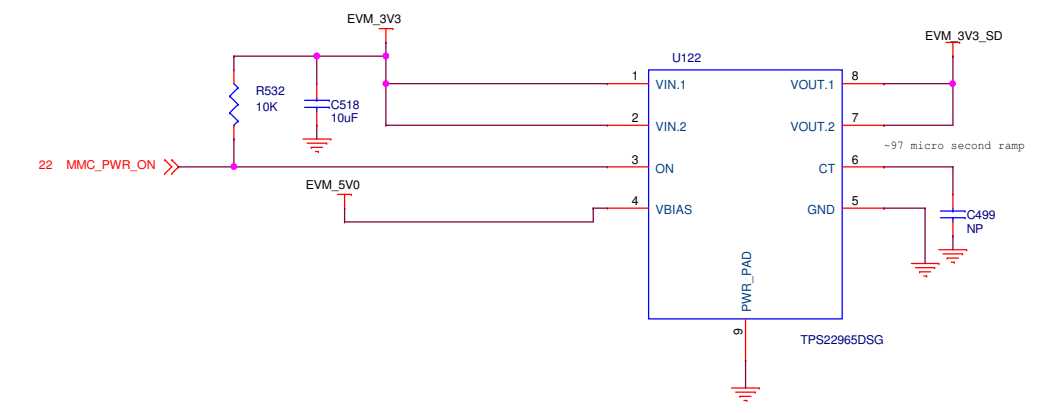 EVM_3V3
EVM_3V3_SD
U122
R532
10K
C518
10uF
1
VIN.1
VOUT.1
8
2
VIN.2
VOUT.2
7
~97 micro second ramp
22 MMC_PWR_ON
3
ON
CT
6
EVM_5V0
4
VBIAS
GND
5
C499
NP
PWR_PAD
9
TPS22965DSG